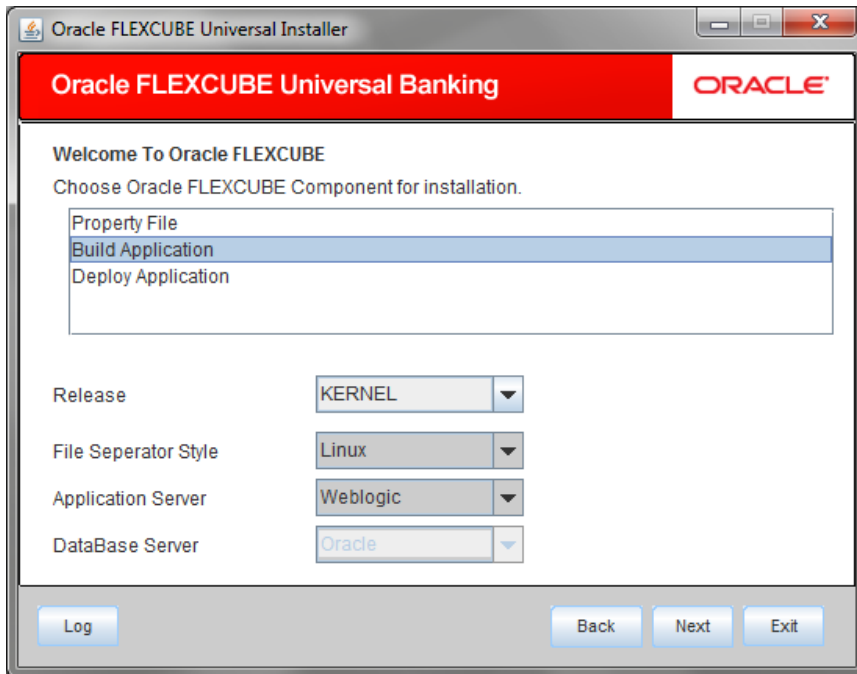 Oracle FLEXCUBE Universal Installer
Oracle FLEXCUBE Universal Banking
ORACLE
Welcome To Oracle FLEXCUBE
Choose Oracle FLEXCUBE Component for installation.
Property File
Build Application
Deploy Application
Release KERNEL
File Seperator Style Linux
Application Server Weblogic
DataBase Server Oracle
Log Back Next Exit